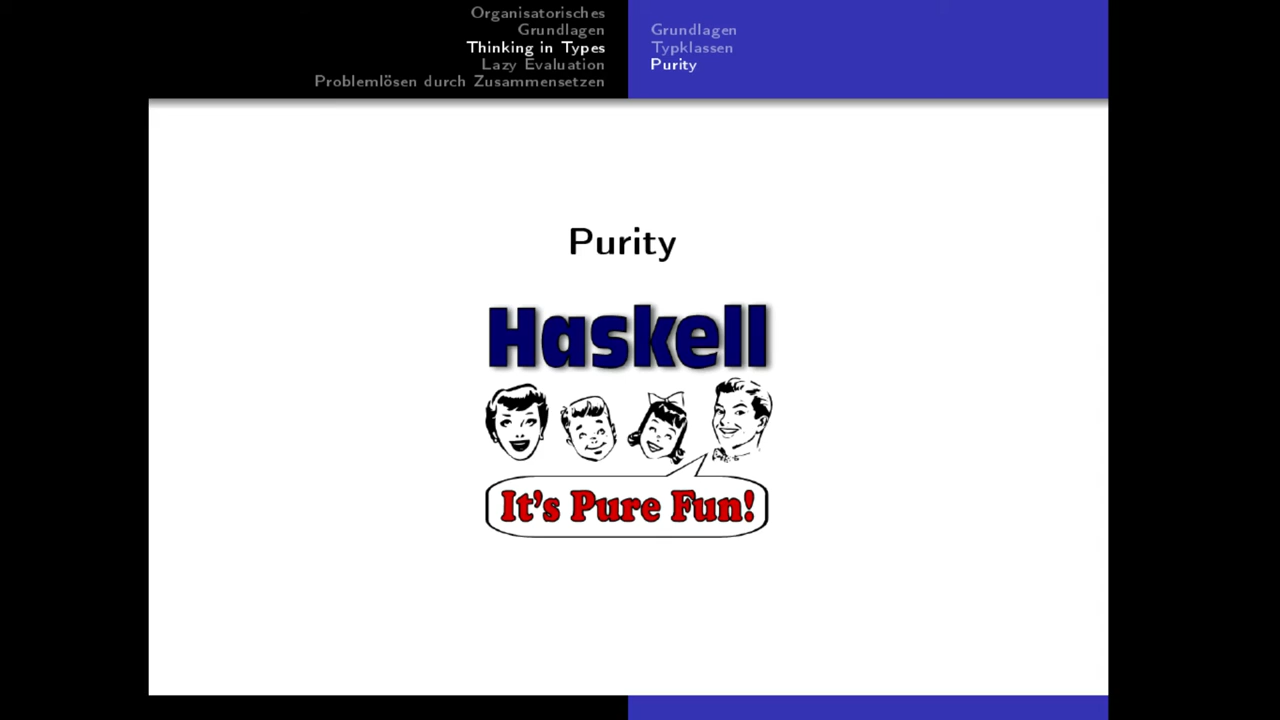 Organisatorisches
Grundlagen
Thinking in Types
Lazy Evaluation
Problemlösen durch Zusammensetzen
Grundlagen
Typklassen
Purity
Purity
Haskell
It's Pure Fun!